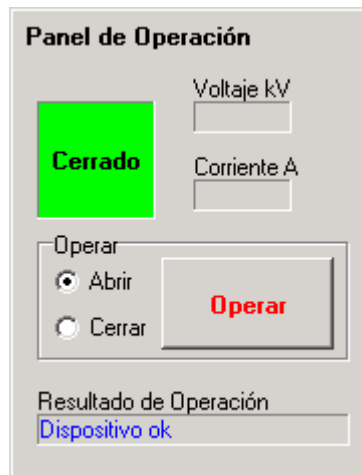 Panel de Operación
Voltaje kV
Cerrado
Corriente A
Operar
Abrir
Operar
Cerrar
Resultado de Operación
Dispositivo ok